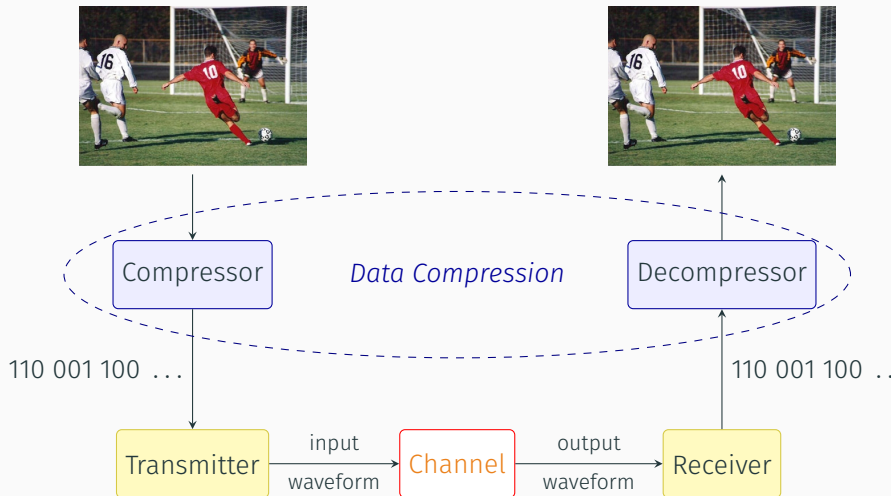 16
10
16
10
Compressor
Data Compression
Decompressor
110 001 100 ...
110 001 100 ..
Transmitter
input
waveform
Channel
output
waveform
Receiver